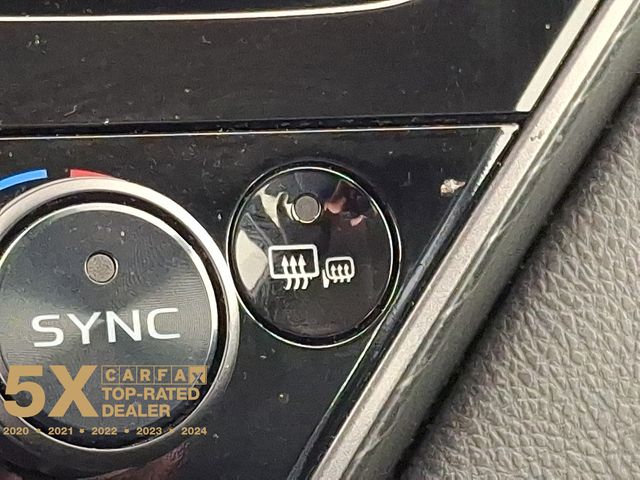 SYNC
5X
CARFAX
TOP-RATED
DEALER
2020 • 2021 • 2022 • 2023 • 2024